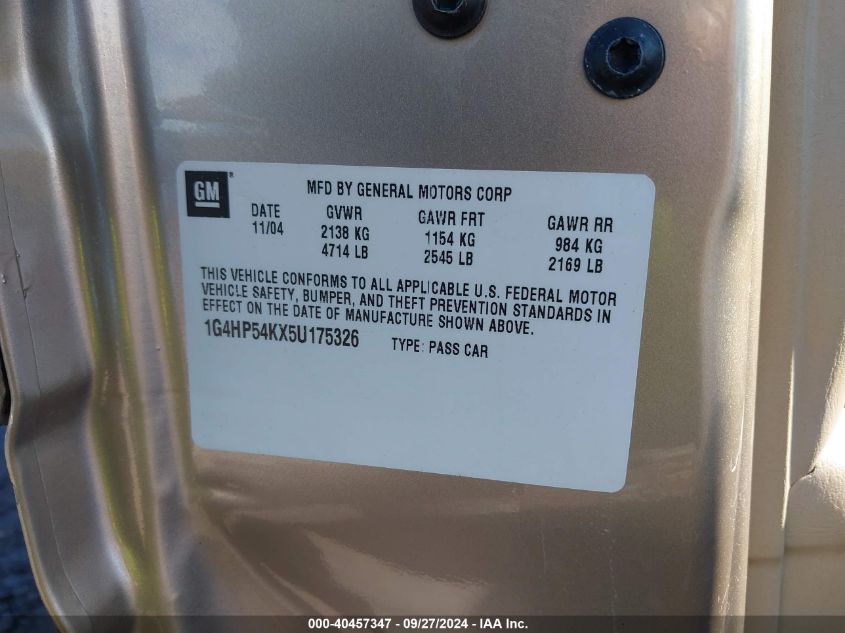 GM®
MFD BY GENERAL MOTORS CORP
DATE GVWR GAWR FRT GAWR RR
11/04 2138 KG 1154 KG 984 KG
4714 LB 2545 LB 2169 LB
THIS VEHICLE CONFORMS TO ALL APPLICABLE U.S. FEDERAL MOTOR
VEHICLE SAFETY, BUMPER, AND THEFT PREVENTION STANDARDS IN
EFFECT ON THE DATE OF MANUFACTURE SHOWN ABOVE.
1G4HP54KX5U175326 TYPE: PASS CAR
000-40457347 - 09/27/2024 - IAA Inc.